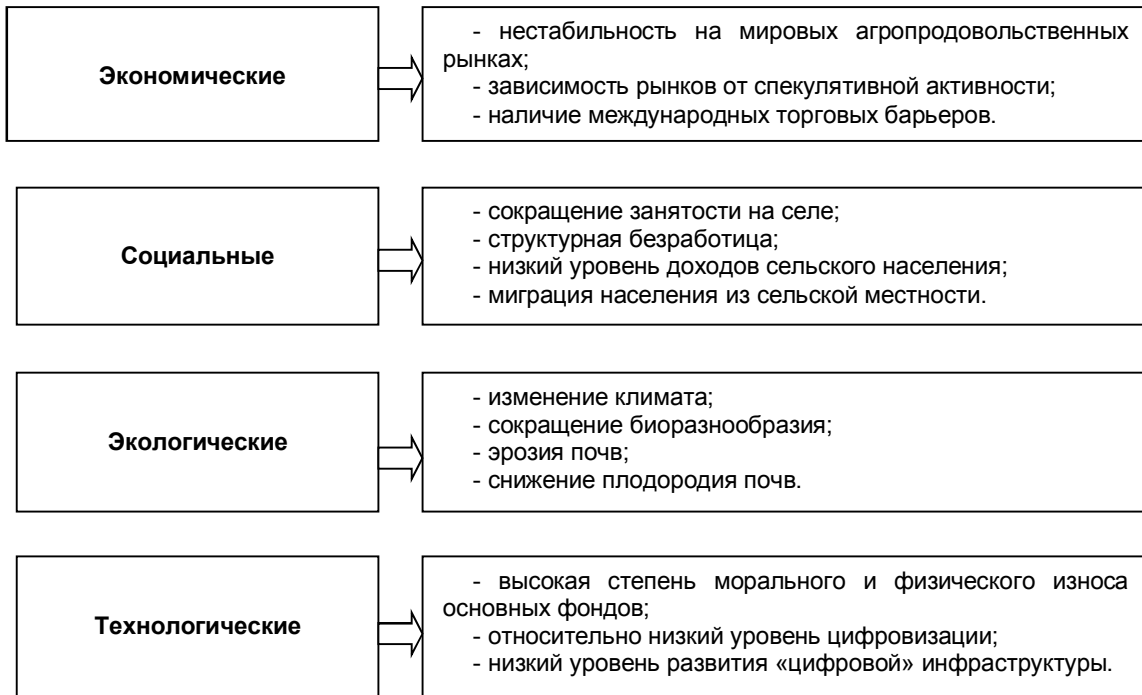 Экономические
- нестабильность на мировых агропродовольственных
рынках;
- зависимость рынков от спекулятивной активности;
- наличие международных торговых барьеров.
Социальные
- сокращение занятости на селе;
- структурная безработица;
- низкий уровень доходов сельского населения;
- миграция населения из сельской местности.
Экологические
- изменение климата;
- сокращение биоразнообразия;
- эрозия почв;
- снижение плодородия почв.
Технологические
- высокая степень морального и физического износа
основных фондов;
- относительно низкий уровень цифровизации;
- низкий уровень развития «цифровой» инфраструктуры.